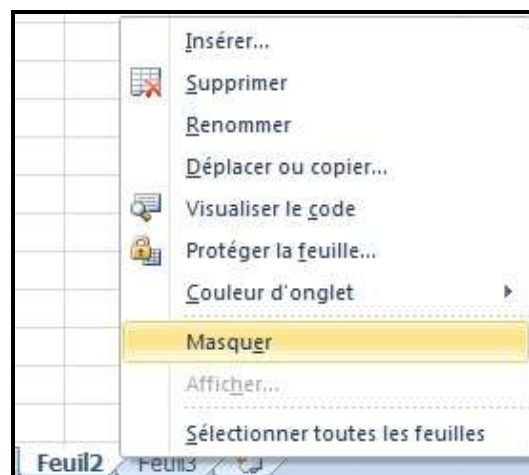 Insérer...
Supprimer
Renommer
Déplacer ou copier...
Visualiser le code
Protéger la feuille...
Couleur d'onglet
Masquer
Afficher...
Sélectionner toutes les feuilles
Feuil2 Feuil3